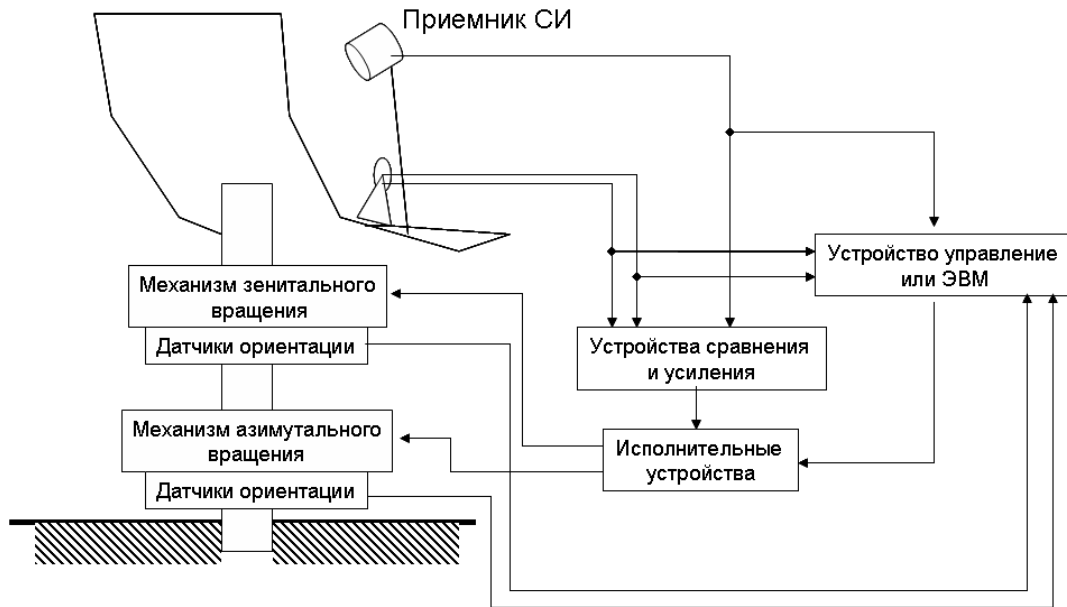 Приемник СИ
Устройство управление
или ЭВМ
Механизм зенитального
вращения
Датчики ориентации
Устройства сравнения
и усиления
Механизм азимутального
вращения
Исполнительные
устройства
Датчики ориентации